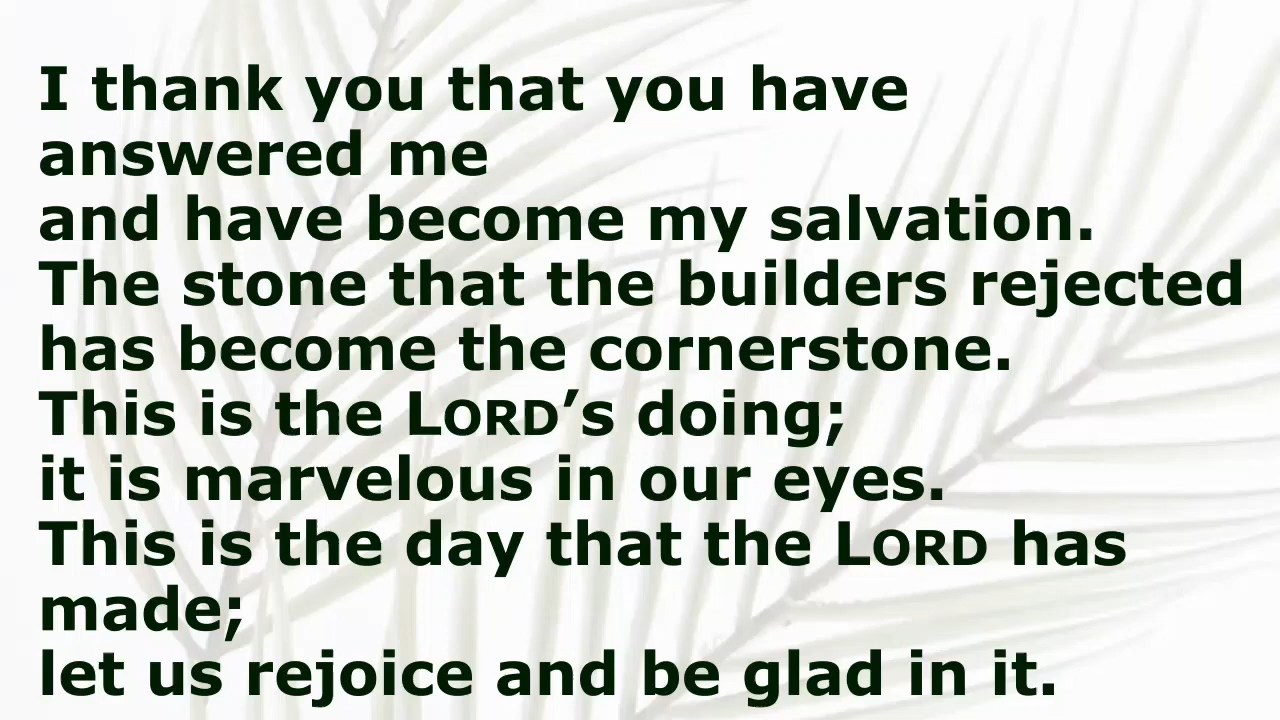 I thank you that you have
answered me
and have become my salvation.
The stone that the builders rejected
has become the cornerstone.
This is the LORD’s doing;
it is marvelous in our eyes.
This is the day that the LORD has
made;
let us rejoice and be glad in it.